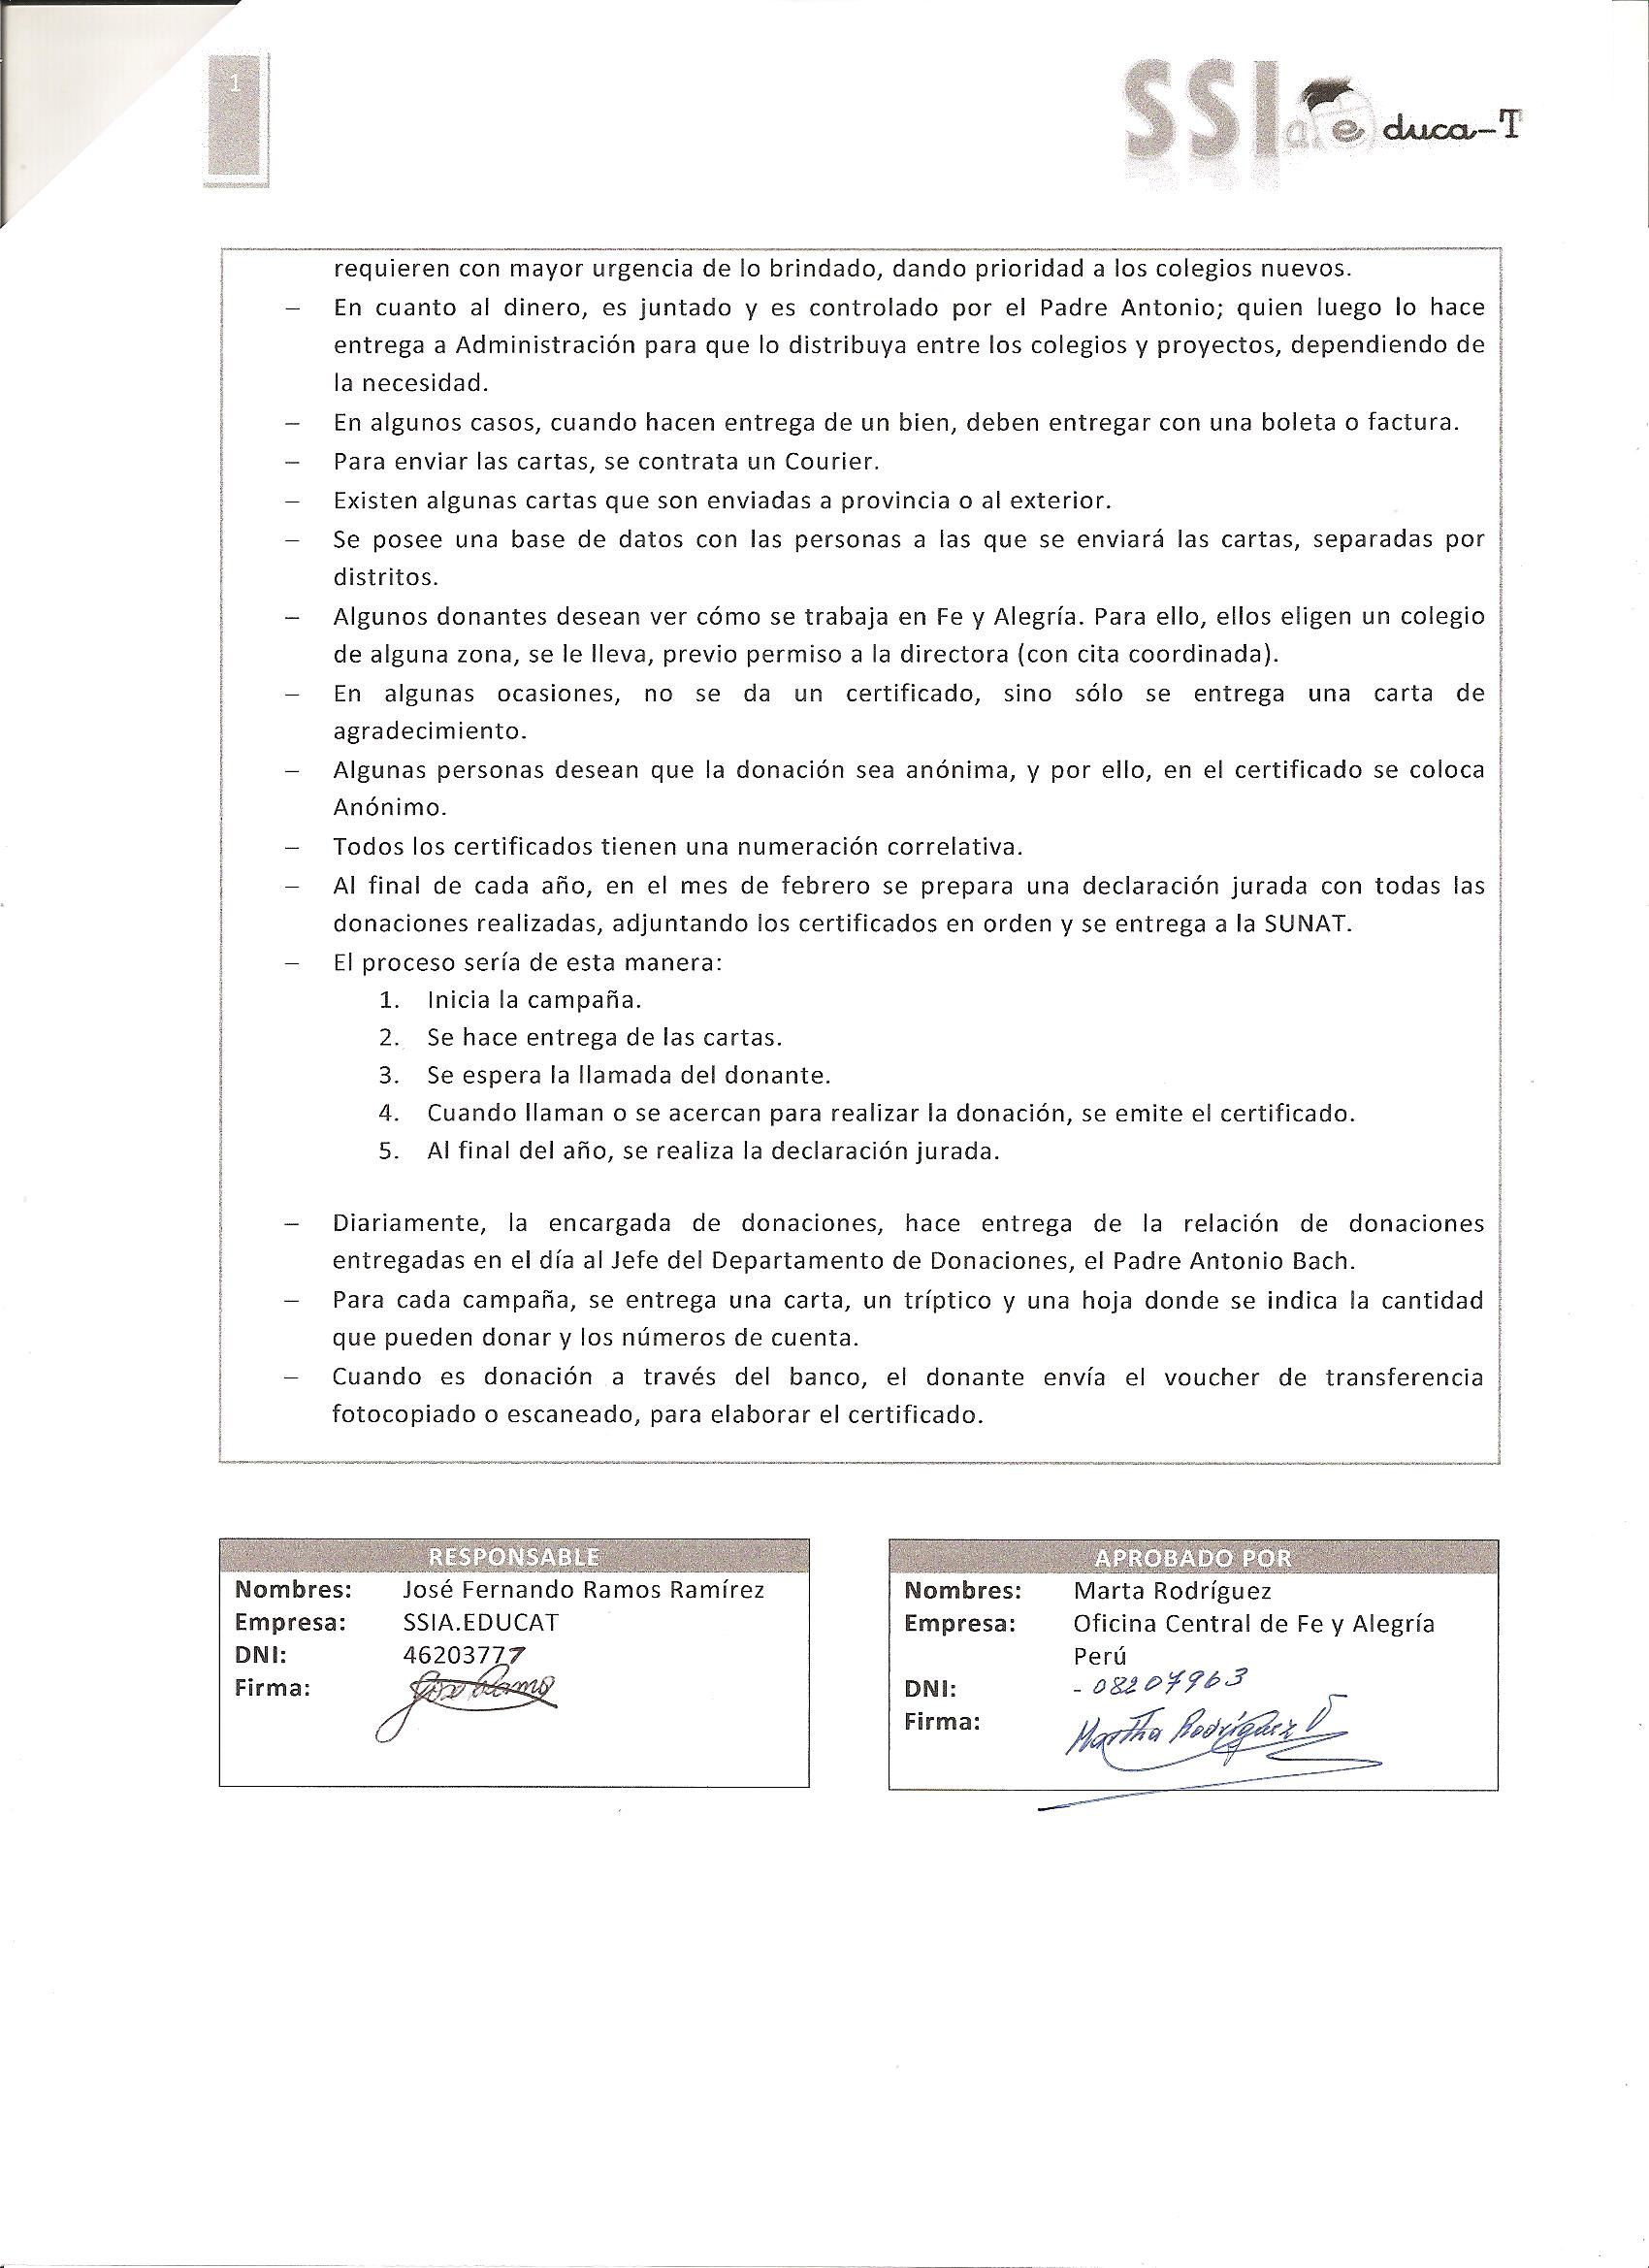 1
SSIa.e duca-T
requieren con mayor urgencia de lo brindado, dando prioridad a los colegios nuevos.
– En cuanto al dinero, es juntado y es controlado por el Padre Antonio; quien luego lo hace
entrega a Administración para que lo distribuya entre los colegios y proyectos, dependiendo de
la necesidad.
– En algunos casos, cuando hacen entrega de un bien, deben entregar con una boleta o factura.
– Para enviar las cartas, se contrata un Courier.
– Existen algunas cartas que son enviadas a provincia o al exterior.
– Se posee una base de datos con las personas a las que se enviará las cartas, separadas por
distritos.
– Algunos donantes desean ver cómo se trabaja en Fe y Alegría. Para ello, ellos eligen un colegio
de alguna zona, se le lleva, previo permiso a la directora (con cita coordinada).
– En algunas ocasiones, no se da un certificado, sino sólo se entrega una carta de
agradecimiento.
– Algunas personas desean que la donación sea anónima, y por ello, en el certificado se coloca
Anónimo.
– Todos los certificados tienen una numeración correlativa.
– Al final de cada año, en el mes de febrero se prepara una declaración jurada con todas las
donaciones realizadas, adjuntando los certificados en orden y se entrega a la SUNAT.
– El proceso sería de esta manera:
1. Inicia la campaña.
2. Se hace entrega de las cartas.
3. Se espera la llamada del donante.
4. Cuando llaman o se acercan para realizar la donación, se emite el certificado.
5. Al final del año, se realiza la declaración jurada.
– Diariamente, la encargada de donaciones, hace entrega de la relación de donaciones
entregadas en el día al Jefe del Departamento de Donaciones, el Padre Antonio Bach.
– Para cada campaña, se entrega una carta, un tríptico y una hoja donde se indica la cantidad
que pueden donar y los números de cuenta.
– Cuando es donación a través del banco, el donante envía el voucher de transferencia
fotocopiado o escaneado, para elaborar el certificado.
RESPONSABLE
Nombres: José Fernando Ramos Ramírez
Empresa: SSIA.EDUCAT
DNI: 46203777
Firma: José Ramos
APROBADO POR
Nombres: Marta Rodríguez
Empresa: Oficina Central de Fe y Alegría
Perú
DNI: - 08207963
Firma: Martha Rodríguez